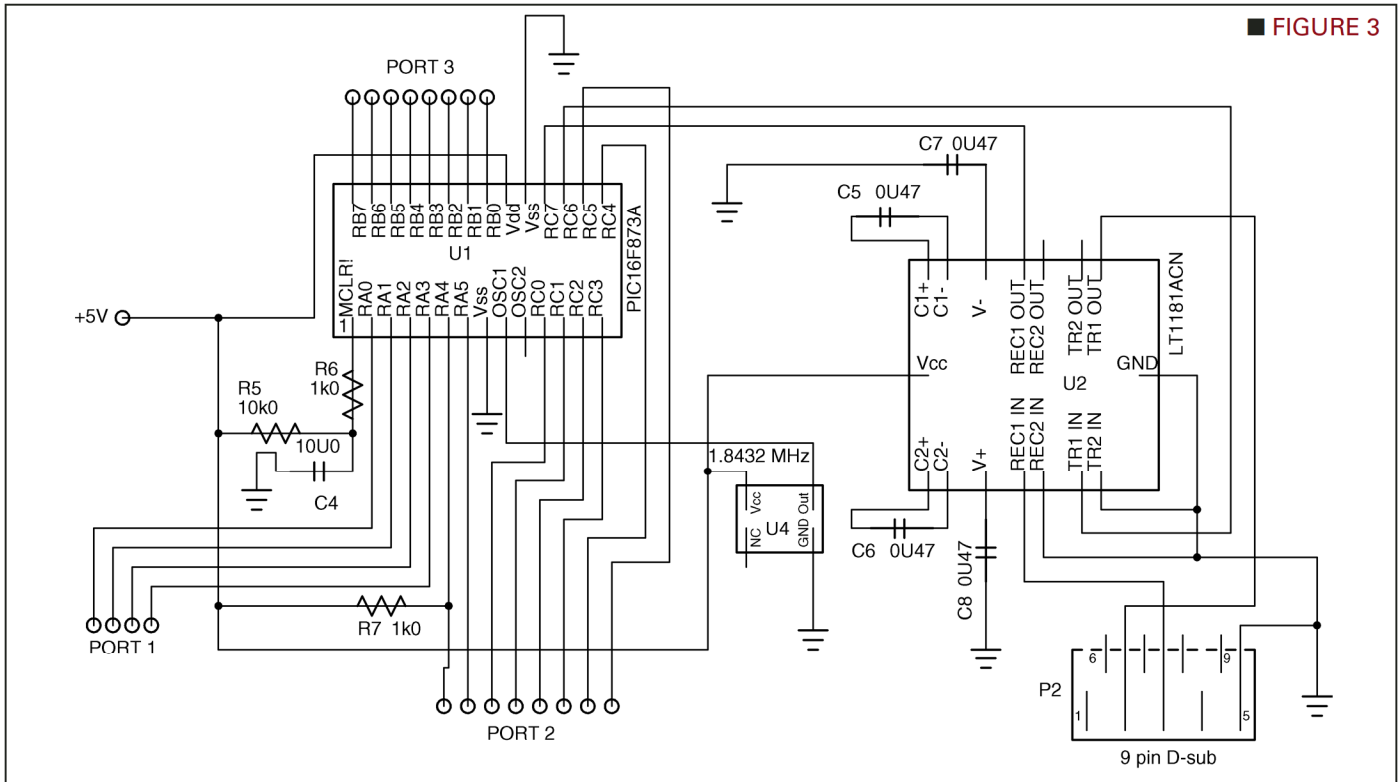 ■ FIGURE 3
PORT 3
RB7
RB6
RB5
RB4
RB3
RB2
RB1
RB0
Vdd
Vss
RC7
RC6
RC5
RC4
U1
PIC16F873A
1
MCLR!
RA0
RA1
RA2
RA3
RA4
RA5
Vss
OSC1
OSC2
RC0
RC1
RC2
RC3
+5V
R6
1k0
R5
10k0
10U0
C4
PORT 1
R7 1k0
PORT 2
C7 0U47
C5 0U47
C1+
C1-
V-
REC1 OUT
REC2 OUT
TR2 OUT
TR1 OUT
LT1181ACN
Vcc
GND
U2
C2+
C2-
V+
REC1 IN
REC2 IN
TR1 IN
TR2 IN
1.8432 MHz
Vcc
Out
U4
NC
GND
C6 0U47
C8 0U47
P2
6
9
1
5
9 pin D-sub